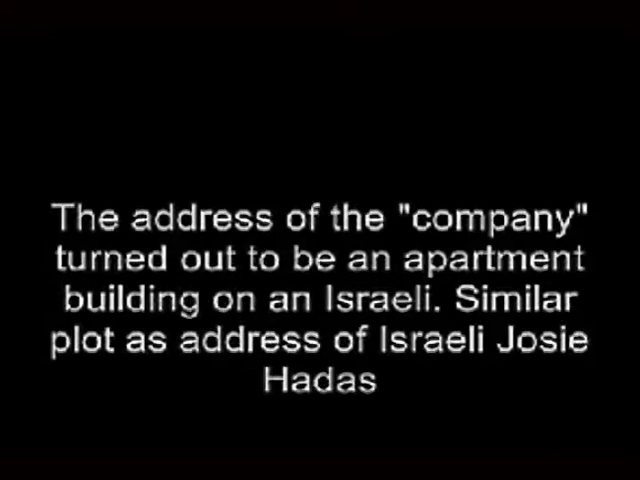 The address of the "company"
turned out to be an apartment
building on an Israeli. Similar
plot as address of Israeli Josie
Hadas